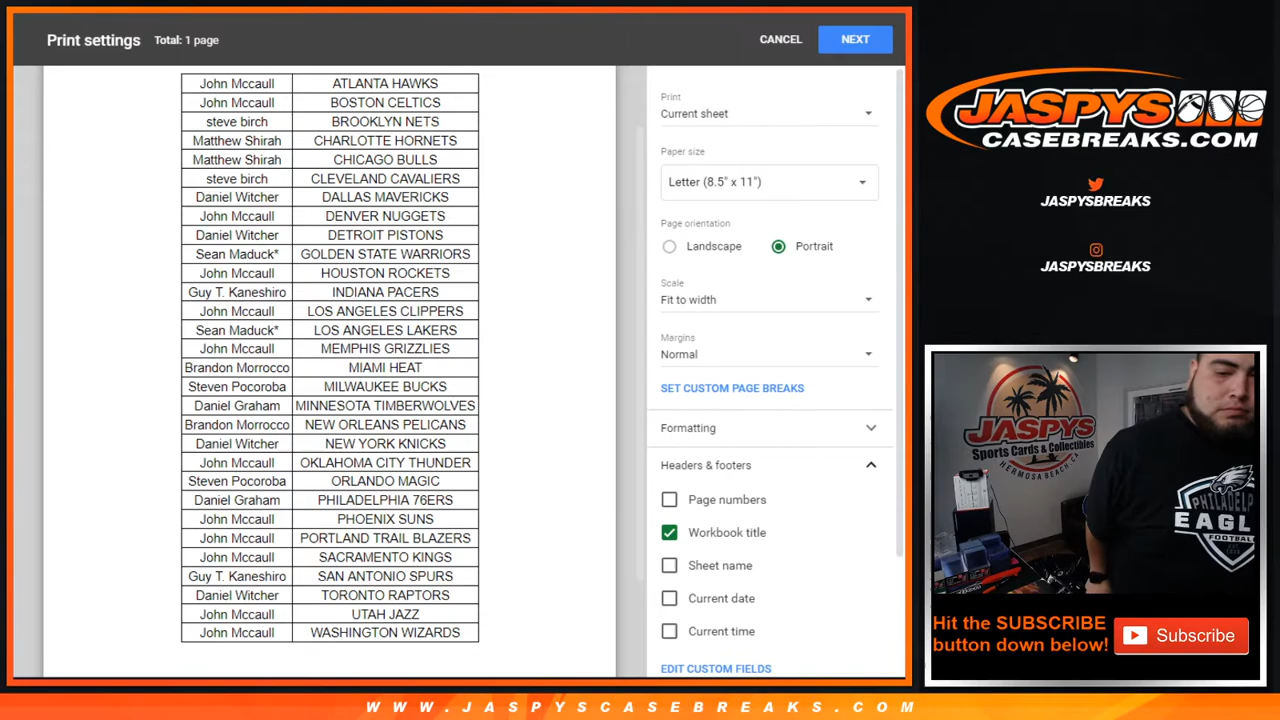 Print settings Total: 1 page CANCEL NEXT
John Mccaull ATLANTA HAWKS
John Mccaull BOSTON CELTICS
steve birch BROOKLYN NETS
Matthew Shirah CHARLOTTE HORNETS
Matthew Shirah CHICAGO BULLS
steve birch CLEVELAND CAVALIERS
Daniel Witcher DALLAS MAVERICKS
John Mccaull DENVER NUGGETS
Daniel Witcher DETROIT PISTONS
Sean Maduck* GOLDEN STATE WARRIORS
John Mccaull HOUSTON ROCKETS
Guy T. Kaneshiro INDIANA PACERS
John Mccaull LOS ANGELES CLIPPERS
Sean Maduck* LOS ANGELES LAKERS
John Mccaull MEMPHIS GRIZZLIES
Brandon Morrocco MIAMI HEAT
Steven Pocoroba MILWAUKEE BUCKS
Daniel Graham MINNESOTA TIMBERWOLVES
Brandon Morrocco NEW ORLEANS PELICANS
Daniel Witcher NEW YORK KNICKS
John Mccaull OKLAHOMA CITY THUNDER
Steven Pocoroba ORLANDO MAGIC
Daniel Graham PHILADELPHIA 76ERS
John Mccaull PHOENIX SUNS
John Mccaull PORTLAND TRAIL BLAZERS
John Mccaull SACRAMENTO KINGS
Guy T. Kaneshiro SAN ANTONIO SPURS
Daniel Witcher TORONTO RAPTORS
John Mccaull UTAH JAZZ
John Mccaull WASHINGTON WIZARDS
Print
Current sheet
Paper size
Letter (8.5" x 11")
Page orientation
Landscape Portrait
Scale
Fit to width
Margins
Normal
SET CUSTOM PAGE BREAKS
Formatting
Headers & footers
Page numbers
Workbook title
Sheet name
Current date
Current time
EDIT CUSTOM FIELDS
JASPYS
CASEBREAKS.COM
JASPYSBREAKS
JASPYSBREAKS
JASPYS
Sports Cards & Collectibles
HERMOSA BEACH, CA
PHILADELP
EAGL
FOOTBALL
Hit the SUBSCRIBE
button down below!
Subscribe
WWW.JASPYSCASEBREAKS.COM